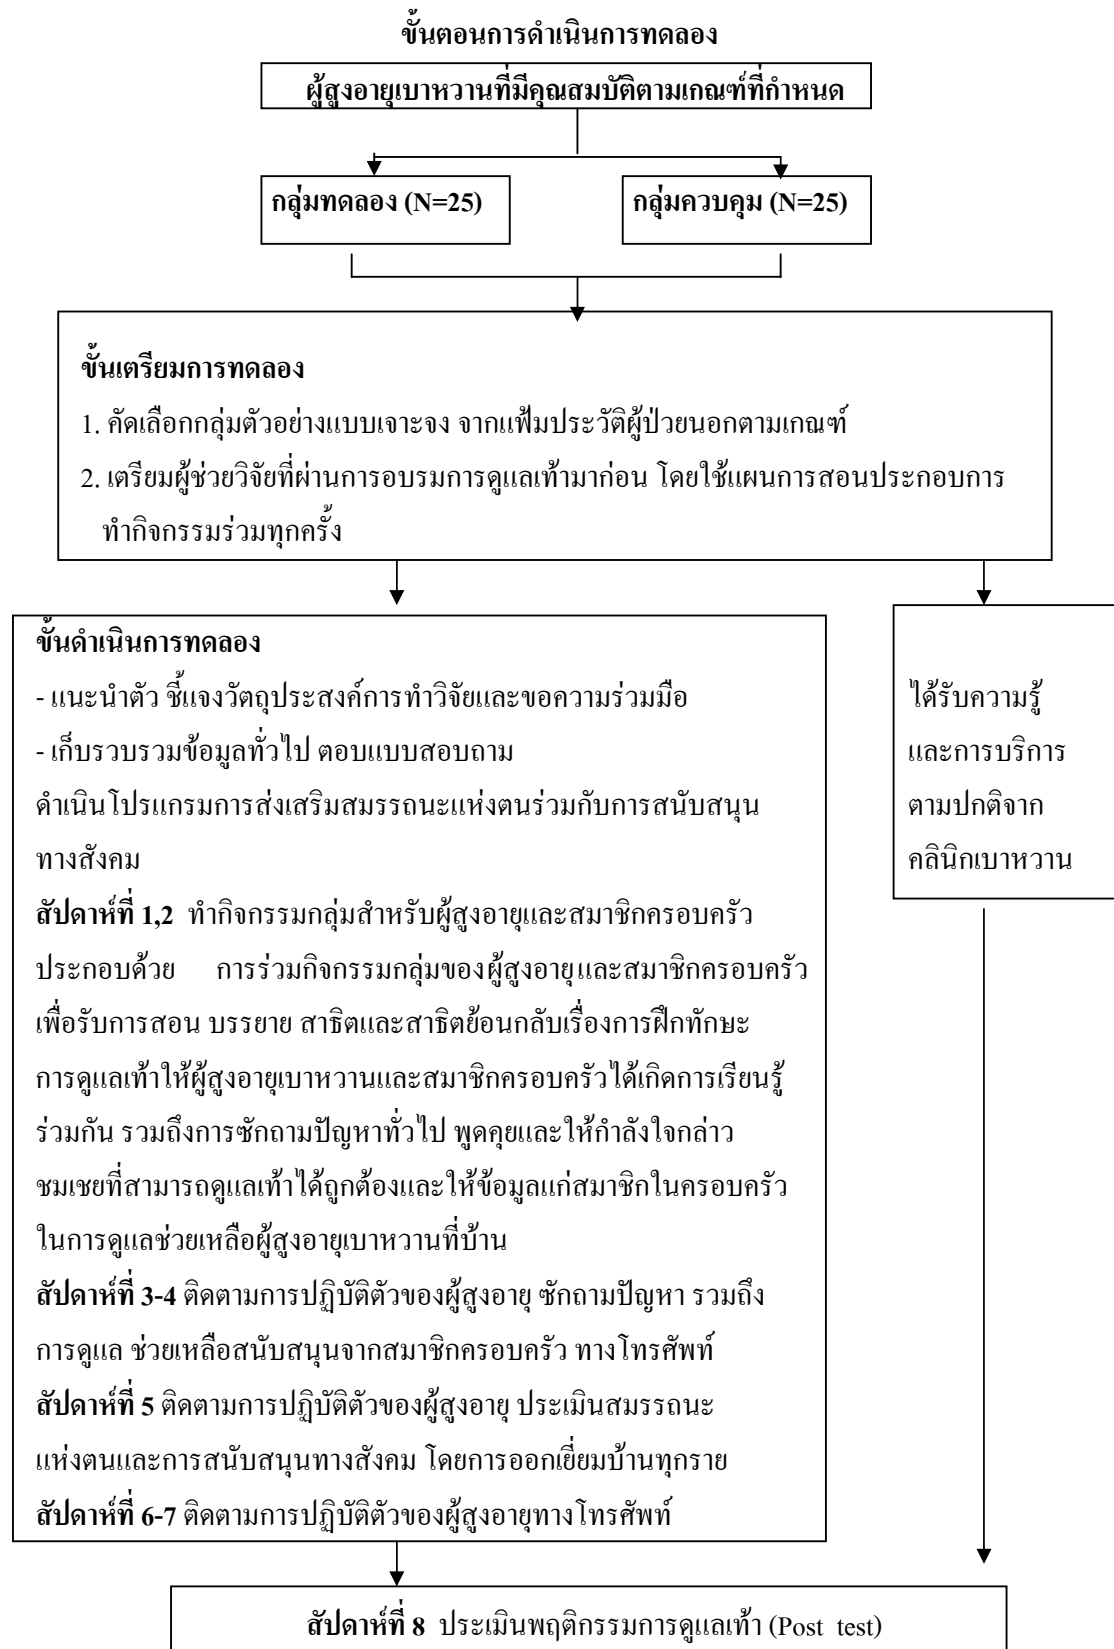 ขั้นตอนการดำเนินการทดลอง
ผู้สูงอายุเบาหวานที่มีคุณสมบัติตามเกณฑ์ที่กำหนด
กลุ่มทดลอง (N=25)
กลุ่มควบคุม (N=25)
ขั้นเตรียมการทดลอง
1. คัดเลือกกลุ่มตัวอย่างแบบเจาะจง จากแฟ้มประวัติผู้ป่วยนอกตามเกณฑ์
2. เตรียมผู้ช่วยวิจัยที่ผ่านการอบรมการดูแลเท้ามาก่อน โดยใช้แผนการสอนประกอบการ
ทำกิจกรรมร่วมทุกครั้ง
ขั้นดำเนินการทดลอง
- แนะนำตัว ชี้แจงวัตถุประสงค์การทำวิจัยและขอความร่วมมือ
- เก็บรวบรวมข้อมูลทั่วไป ตอบแบบสอบถาม
ดำเนินโปรแกรมการส่งเสริมสมรรถนะแห่งตนร่วมกับการสนับสนุน
ทางสังคม
สัปดาห์ที่ 1,2 ทำกิจกรรมกลุ่มสำหรับผู้สูงอายุและสมาชิกครอบครัว
ประกอบด้วย การร่วมกิจกรรมกลุ่มของผู้สูงอายุและสมาชิกครอบครัว
เพื่อรับการสอน บรรยาย สาธิตและสาธิตย้อนกลับเรื่องการฝึกทักษะ
การดูแลเท้าให้ผู้สูงอายุเบาหวานและสมาชิกครอบครัวได้เกิดการเรียนรู้
ร่วมกัน รวมถึงการซักถามปัญหาทั่วไป พูดคุยและให้กำลังใจกล่าว
ชมเชยที่สามารถดูแลเท้าได้ถูกต้องและให้ข้อมูลแก่สมาชิกในครอบครัว
ในการดูแลช่วยเหลือผู้สูงอายุเบาหวานที่บ้าน
สัปดาห์ที่ 3-4 ติดตามการปฏิบัติตัวของผู้สูงอายุ ซักถามปัญหา รวมถึง
การดูแล ช่วยเหลือสนับสนุนจากสมาชิกครอบครัว ทางโทรศัพท์
สัปดาห์ที่ 5 ติดตามการปฏิบัติตัวของผู้สูงอายุ ประเมินสมรรถนะ
แห่งตนและการสนับสนุนทางสังคม โดยการออกเยี่ยมบ้านทุกราย
สัปดาห์ที่ 6-7 ติดตามการปฏิบัติตัวของผู้สูงอายุทางโทรศัพท์
ได้รับความรู้
และการบริการ
ตามปกติจาก
คลินิกเบาหวาน
สัปดาห์ที่ 8 ประเมินพฤติกรรมการดูแลเท้า (Post test)